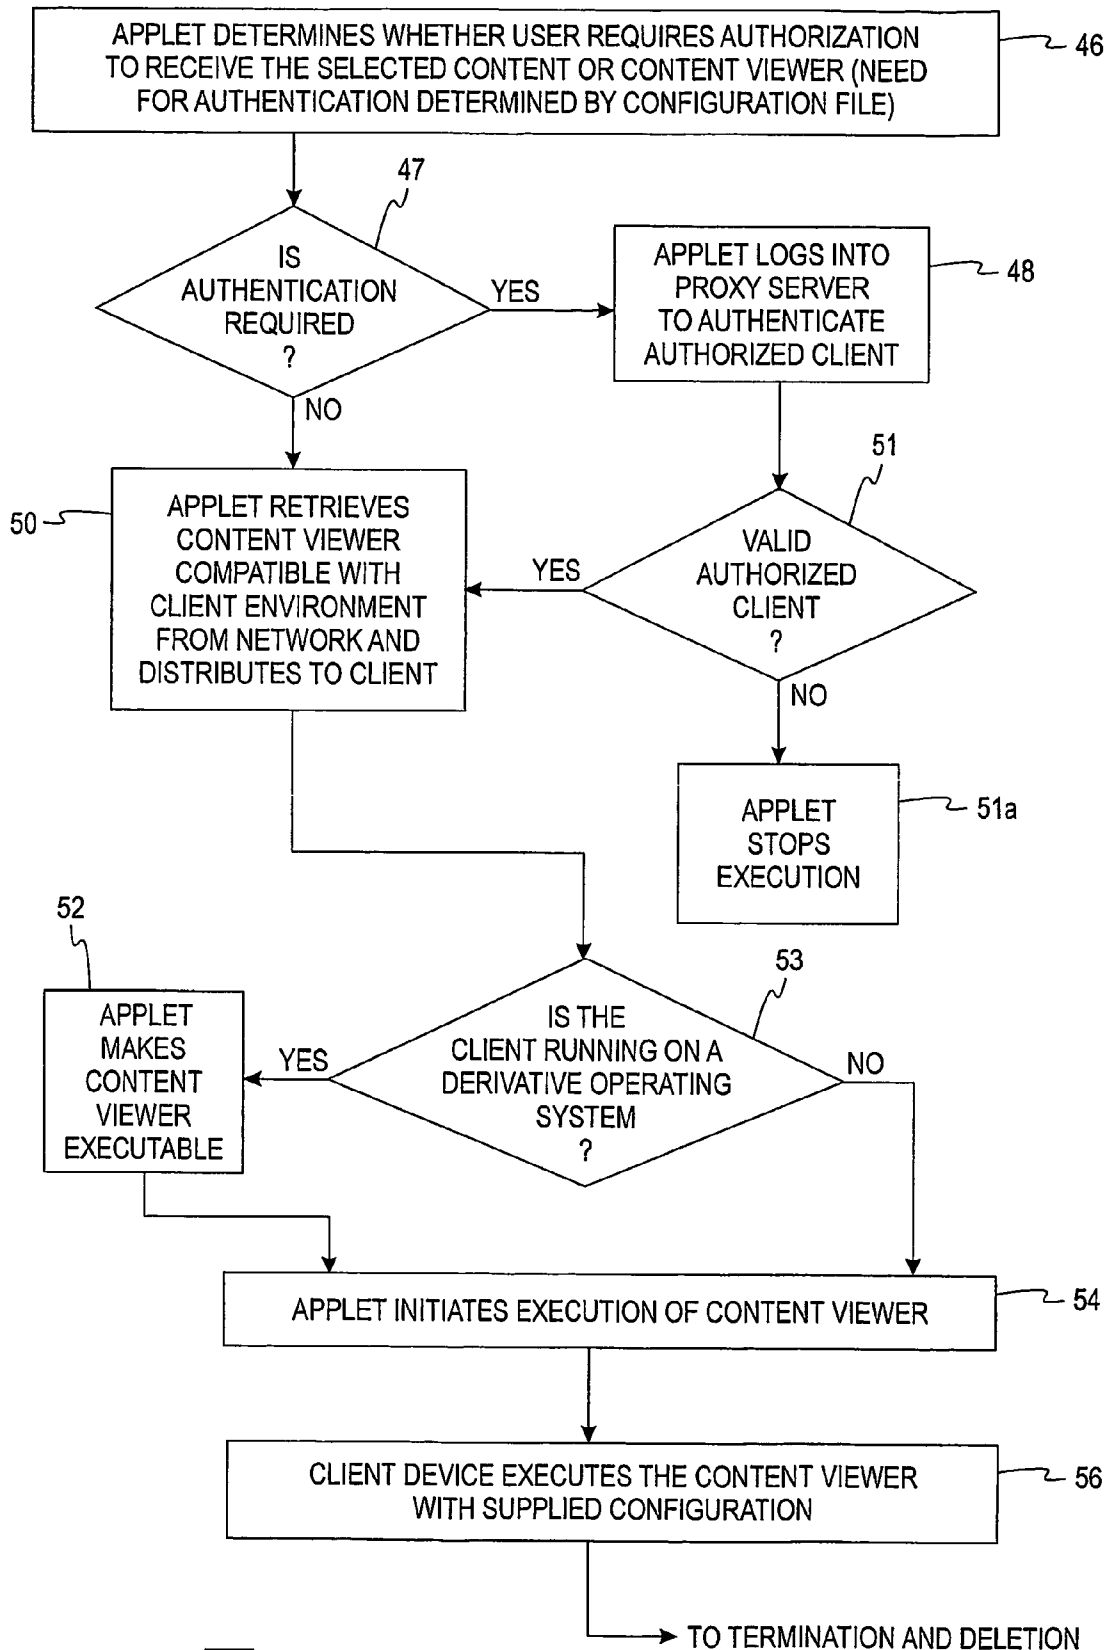 APPLET DETERMINES WHETHER USER REQUIRES AUTHORIZATION
TO RECEIVE THE SELECTED CONTENT OR CONTENT VIEWER (NEED
FOR AUTHENTICATION DETERMINED BY CONFIGURATION FILE)
46
47
IS
AUTHENTICATION
REQUIRED
?
YES
NO
APPLET LOGS INTO
PROXY SERVER
TO AUTHENTICATE
AUTHORIZED CLIENT
48
50
APPLET RETRIEVES
CONTENT VIEWER
COMPATIBLE WITH
CLIENT ENVIRONMENT
FROM NETWORK AND
DISTRIBUTES TO CLIENT
51
VALID
AUTHORIZED
CLIENT
?
YES
NO
APPLET
STOPS
EXECUTION
51a
52
APPLET
MAKES
CONTENT
VIEWER
EXECUTABLE
53
IS THE
CLIENT RUNNING ON A
DERIVATIVE OPERATING
SYSTEM
?
YES
NO
APPLET INITIATES EXECUTION OF CONTENT VIEWER
54
CLIENT DEVICE EXECUTES THE CONTENT VIEWER
WITH SUPPLIED CONFIGURATION
56
TO TERMINATION AND DELETION